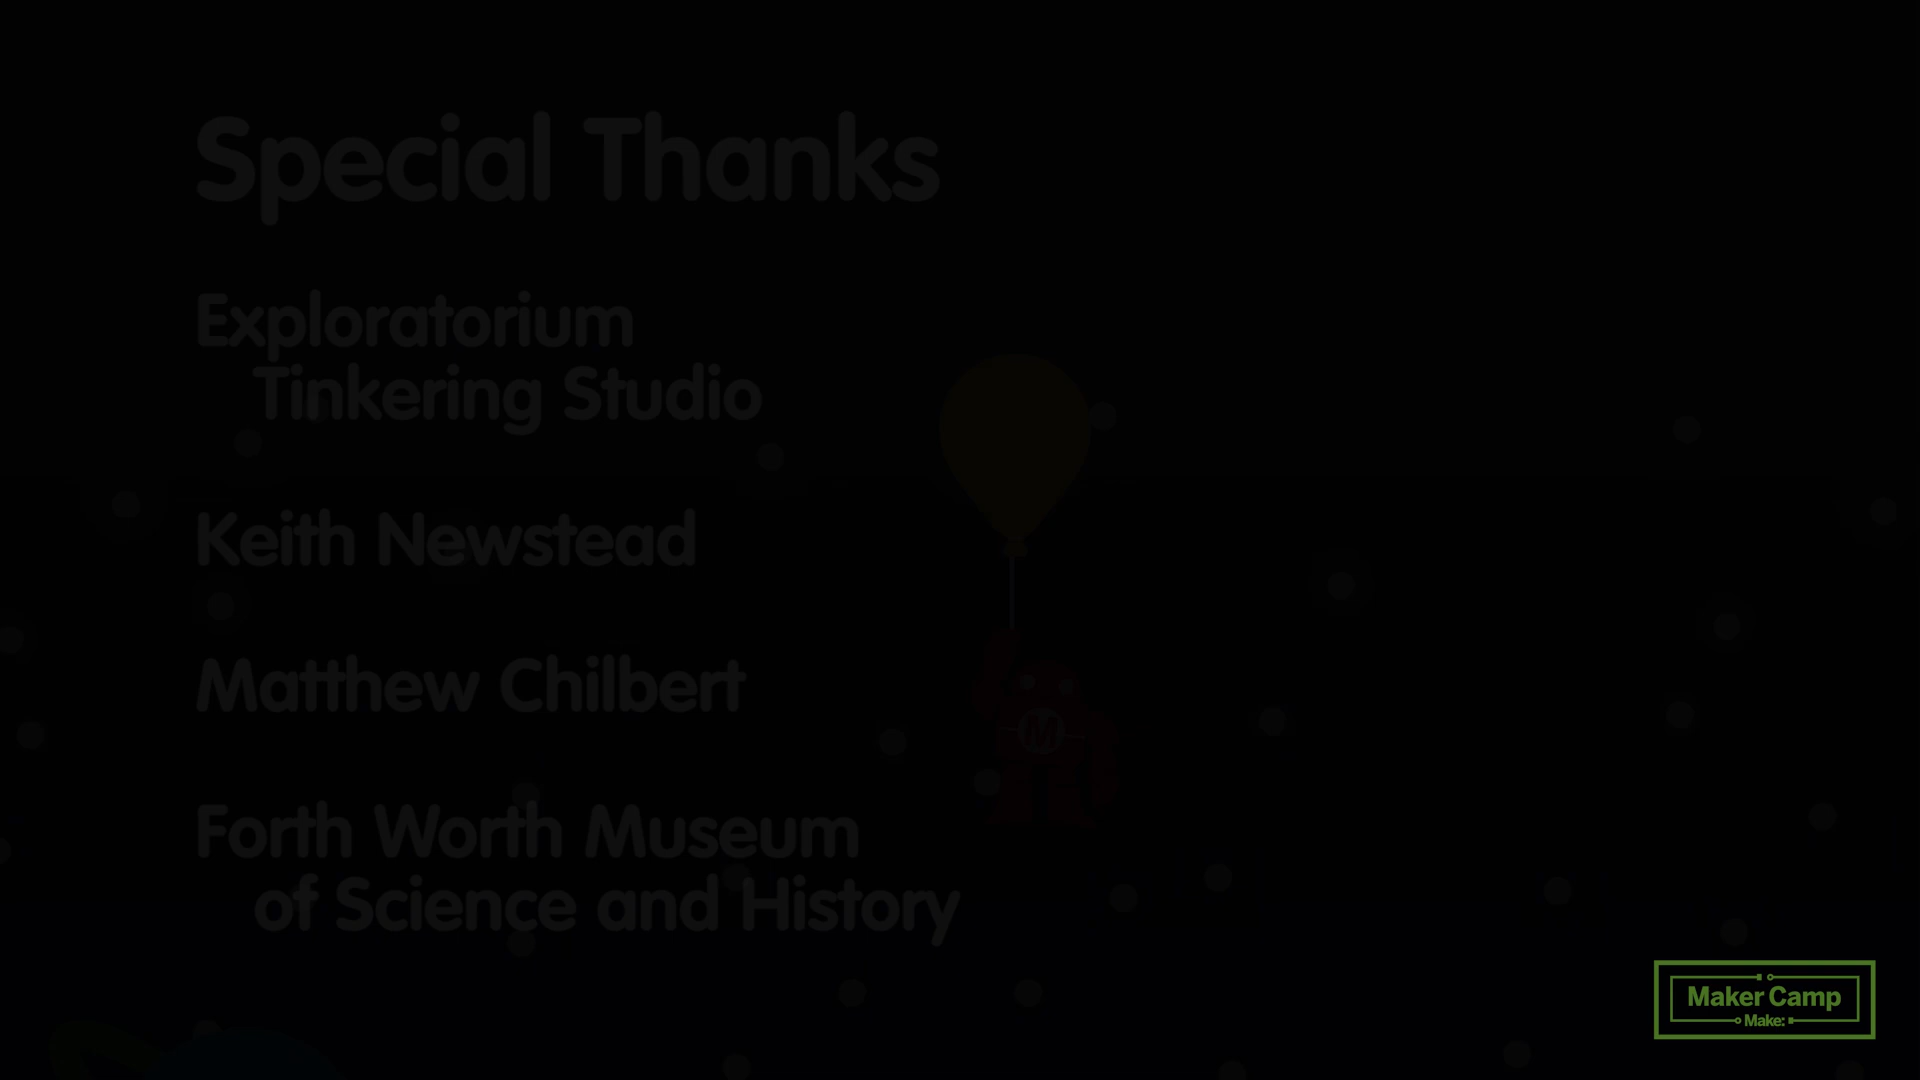 Special Thanks
Exploratorium
Tinkering Studio
Keith Newstead
Matthew Chilbert
Forth Worth Museum
of Science and History
M
Maker Camp
Make: